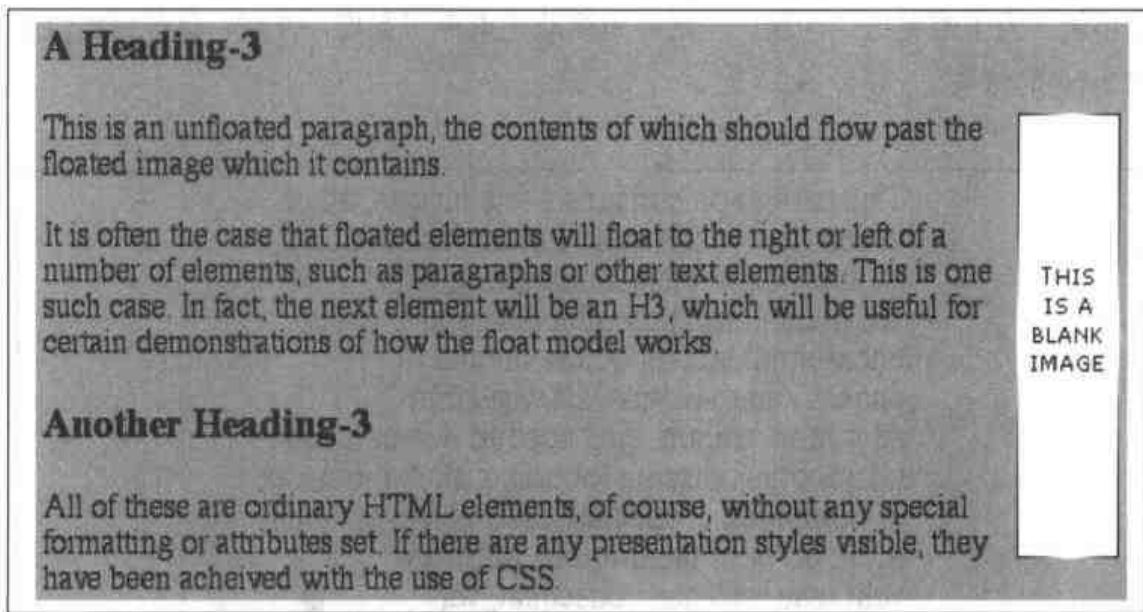 A Heading-3
This is an unfloated paragraph, the contents of which should flow past the
floated image which it contains.
It is often the case that floated elements will float to the right or left of a
number of elements, such as paragraphs or other text elements. This is one
such case. In fact, the next element will be an H3, which will be useful for
certain demonstrations of how the float model works.
Another Heading-3
All of these are ordinary HTML elements, of course, without any special
formatting or attributes set. If there are any presentation styles visible, they
have been acheived with the use of CSS.
THIS
IS A
BLANK
IMAGE